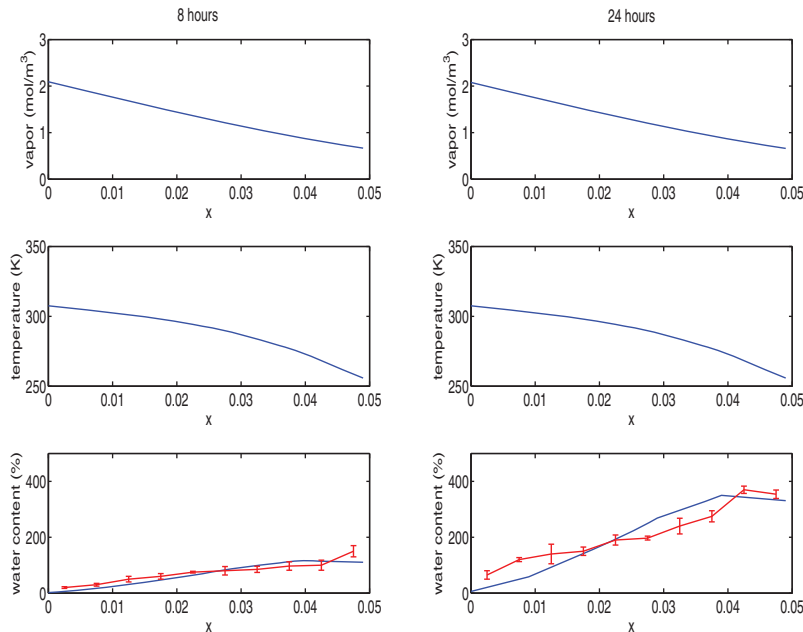 8 hours
24 hours
vapor (mol/m³)
3
2
1
0
0 0.01 0.02 0.03 0.04 0.05
x
vapor (mol/m³)
3
2
1
0
0 0.01 0.02 0.03 0.04 0.05
x
temperature (K)
350
300
250
0 0.01 0.02 0.03 0.04 0.05
x
temperature (K)
350
300
250
0 0.01 0.02 0.03 0.04 0.05
x
water content (%)
400
200
0
0 0.01 0.02 0.03 0.04 0.05
x
water content (%)
400
200
0
0 0.01 0.02 0.03 0.04 0.05
x